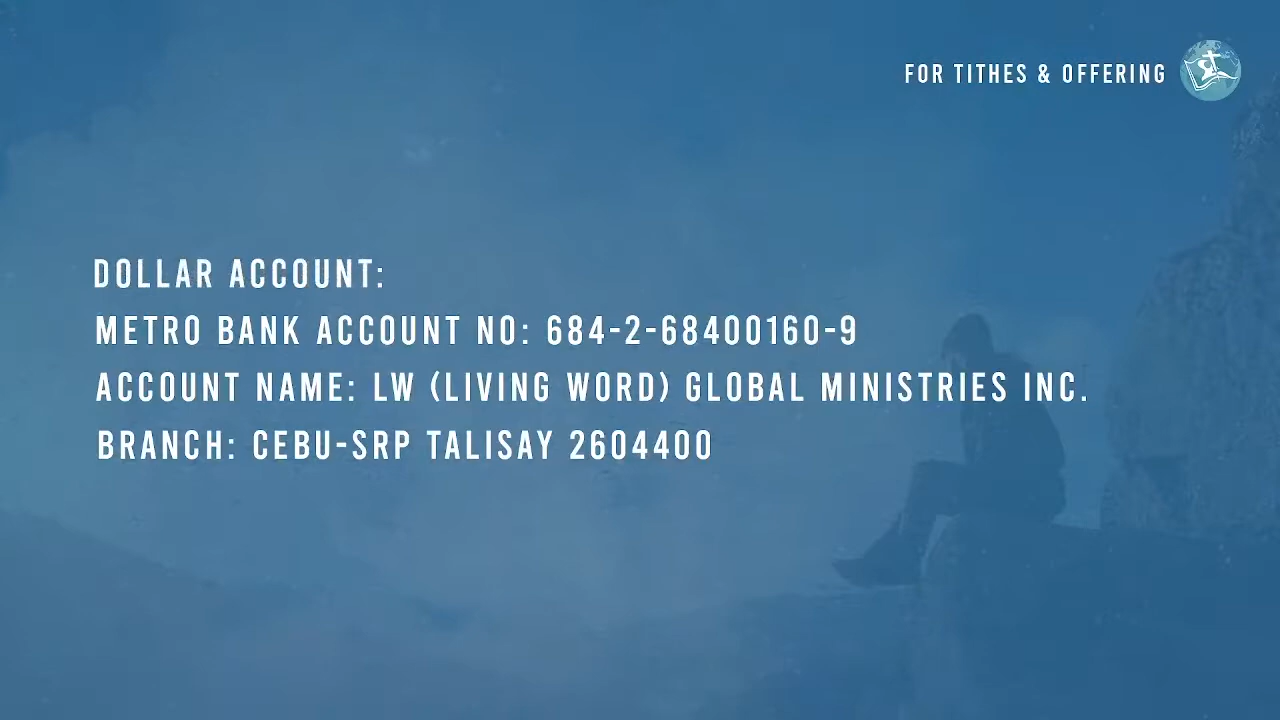 FOR TITHES & OFFERING
DOLLAR ACCOUNT:
METRO BANK ACCOUNT NO: 684-2-68400160-9
ACCOUNT NAME: LW (LIVING WORD) GLOBAL MINISTRIES INC.
BRANCH: CEBU-SRP TALISAY 2604400